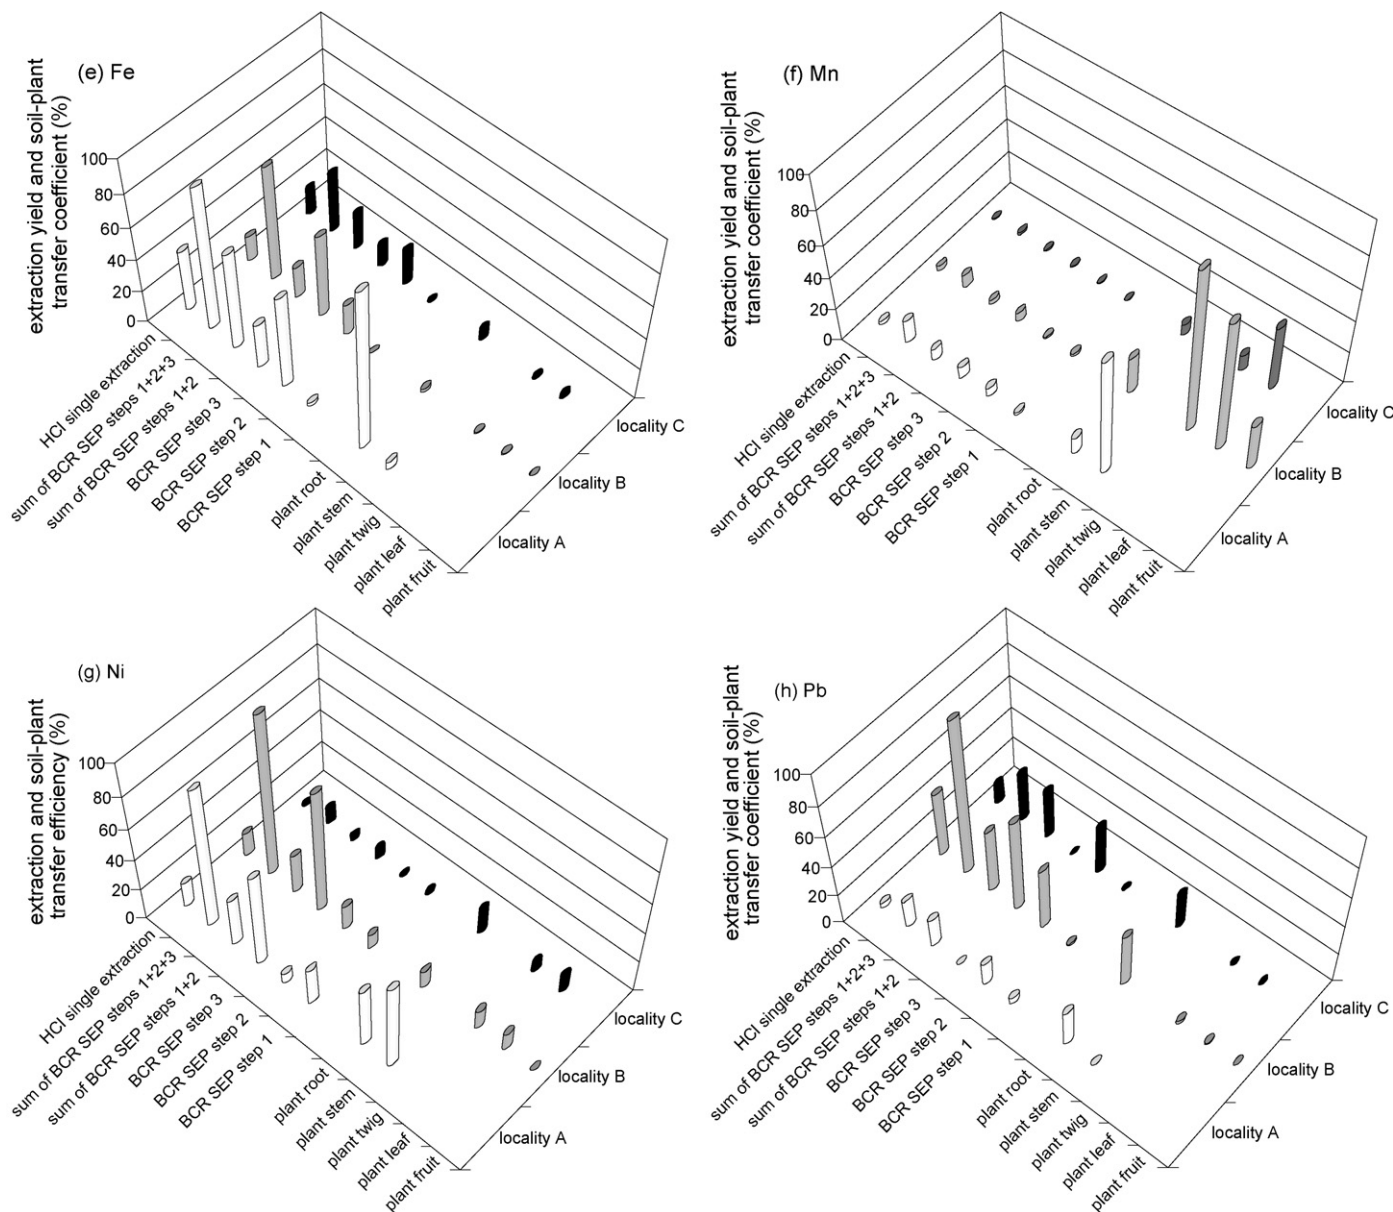 (e) Fe
extraction yield and soil-plant
transfer coefficient (%)
100
80
60
40
20
0
HCl single extraction
sum of BCR SEP steps 1+2+3
sum of BCR SEP steps 1+2
BCR SEP step 3
BCR SEP step 2
BCR SEP step 1
plant root
plant stem
plant twig
plant leaf
plant fruit
locality A
locality B
locality C
(f) Mn
extraction yield and soil-plant
transfer coefficient (%)
100
80
60
40
20
0
HCl single extraction
sum of BCR SEP steps 1+2+3
sum of BCR SEP steps 1+2
BCR SEP step 3
BCR SEP step 2
BCR SEP step 1
plant root
plant stem
plant twig
plant leaf
plant fruit
locality A
locality B
locality C
(g) Ni
extraction and soil-plant
transfer efficiency (%)
100
80
60
40
20
0
HCl single extraction
sum of BCR SEP steps 1+2+3
sum of BCR SEP steps 1+2
BCR SEP step 3
BCR SEP step 2
BCR SEP step 1
plant root
plant stem
plant twig
plant leaf
plant fruit
locality A
locality B
locality C
(h) Pb
extraction yield and soil-plant
transfer coefficient (%)
100
80
60
40
20
0
HCl single extraction
sum of BCR SEP steps 1+2+3
sum of BCR SEP steps 1+2
BCR SEP step 3
BCR SEP step 2
BCR SEP step 1
plant root
plant stem
plant twig
plant leaf
plant fruit
locality A
locality B
locality C